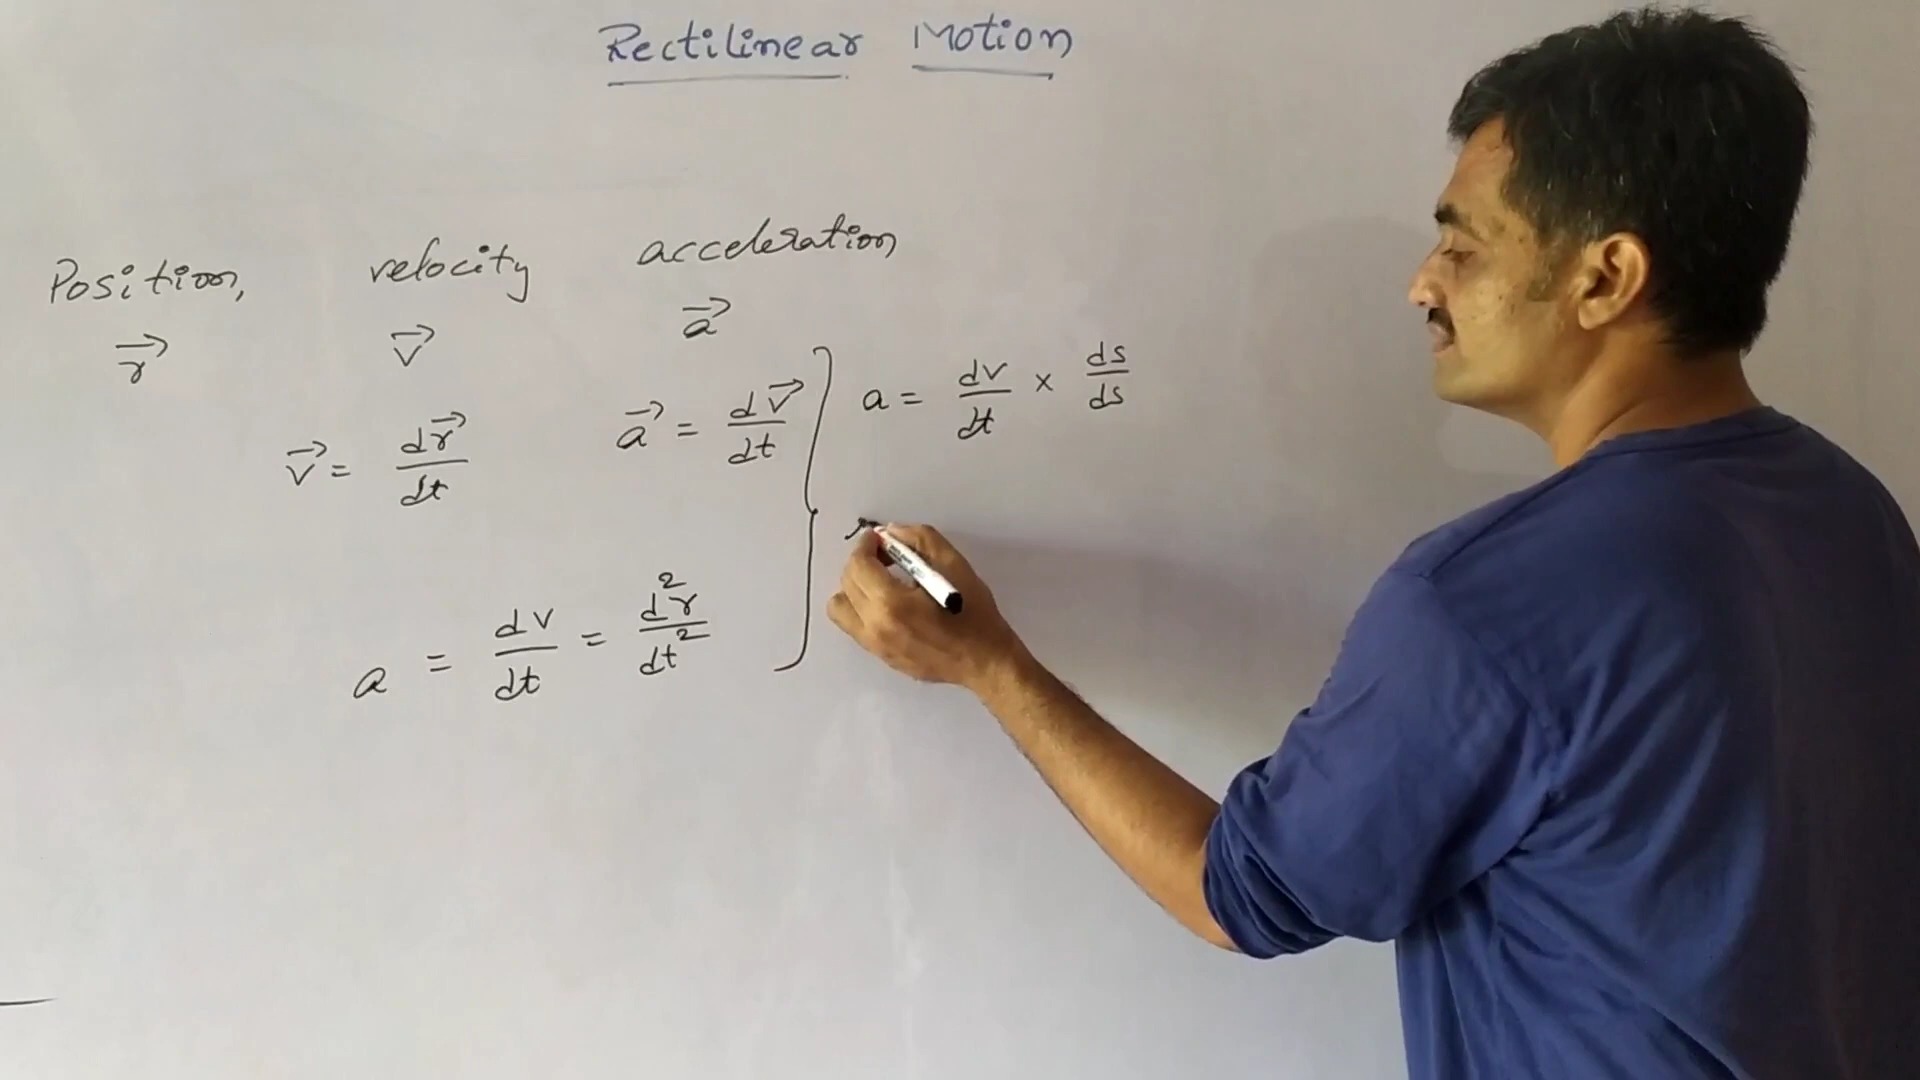 Rectilinear Motion
Position, velocity acceleration
r⃗ v⃗ a⃗
v⃗ = dr⃗/dt a⃗ = dv⃗/dt } a = dv/dt × ds/ds
a = dv/dt = d²r/dt²